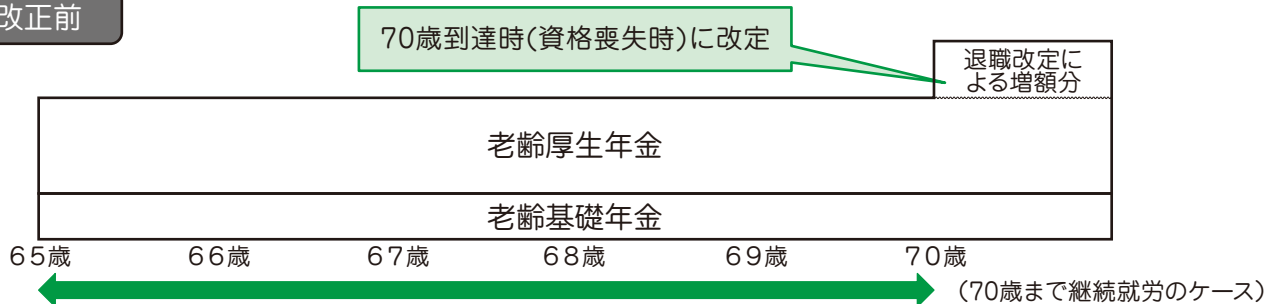 改正前
70歳到達時(資格喪失時)に改定
退職改定に
よる増額分
老齢厚生年金
老齢基礎年金
65歳 66歳 67歳 68歳 69歳 70歳
(70歳まで継続就労のケース)